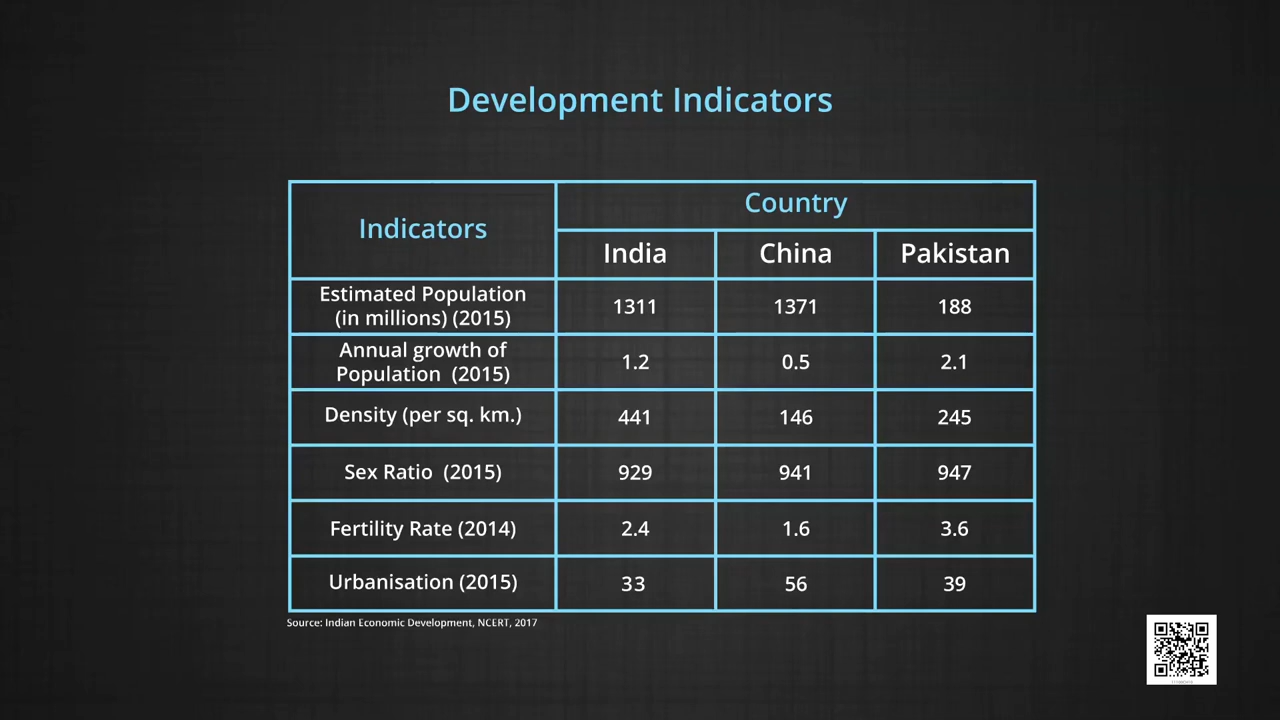 Development Indicators
Indicators
Country
India China Pakistan
Estimated Population
(in millions) (2015)
1311 1371 188
Annual growth of
Population (2015)
1.2 0.5 2.1
Density (per sq. km.) 441 146 245
Sex Ratio (2015) 929 941 947
Fertility Rate (2014) 2.4 1.6 3.6
Urbanisation (2015) 33 56 39
Source: Indian Economic Development, NCERT, 2017